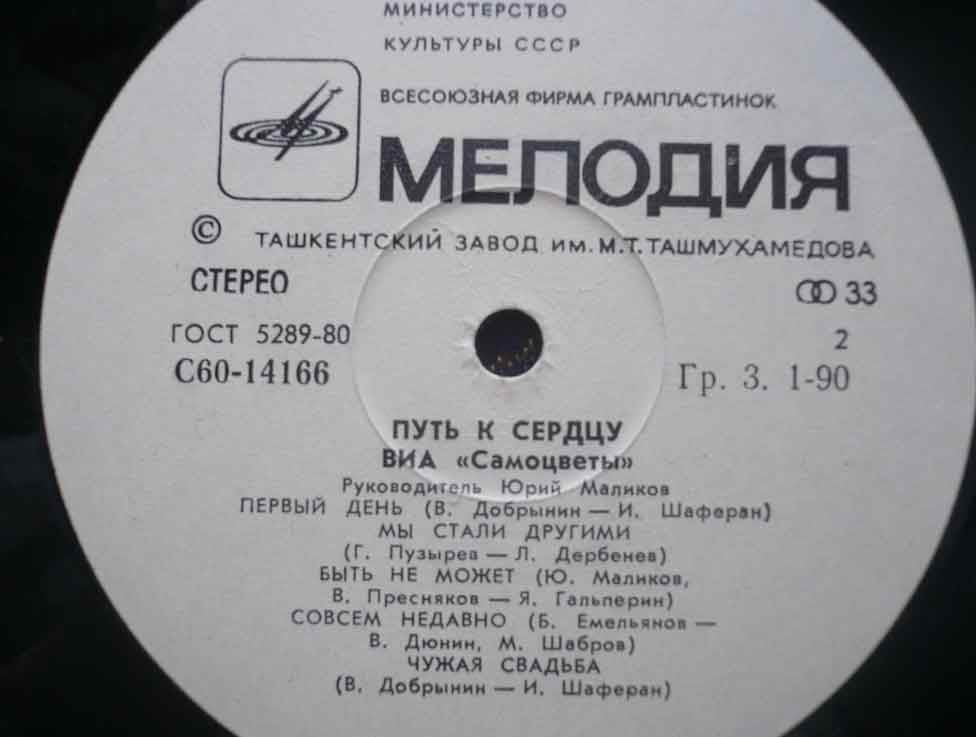 МИНИСТЕРСТВО
КУЛЬТУРЫ СССР
ВСЕСОЮЗНАЯ ФИРМА ГРАМПЛАСТИНОК
МЕЛОДИЯ
© ТАШКЕНТСКИЙ ЗАВОД ИМ. М.Т. ТАШМУХАМЕДОВА
СТЕРЕО
33
ГОСТ 5289-80
2
С60-14166
Гр. 3. 1-90
ПУТЬ К СЕРДЦУ
ВИА «Самоцветы»
Руководитель Юрий Маликов
ПЕРВЫЙ ДЕНЬ (В. Добрынин — И. Шаферан)
МЫ СТАЛИ ДРУГИМИ
(Г. Пузырев — Л. Дербенев)
БЫТЬ НЕ МОЖЕТ (Ю. Маликов,
В. Пресняков — Я. Гальперин)
СОВСЕМ НЕДАВНО (Б. Емельянов —
В. Дюнин, М. Шабров)
ЧУЖАЯ СВАДЬБА
(В. Добрынин — И. Шаферан)